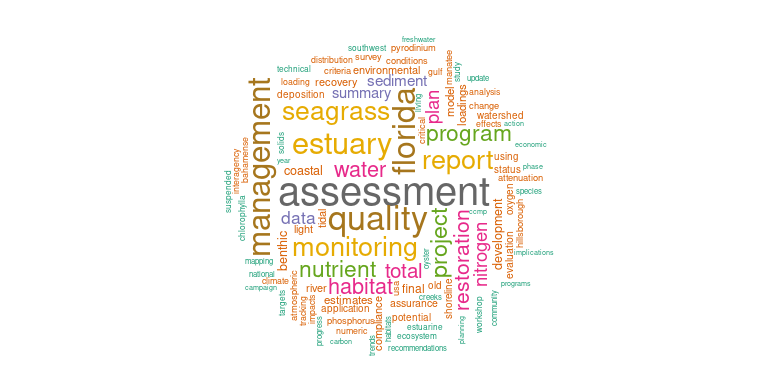 freshwater
southwest pyrodinium
distribution survey conditions manatee
technical criteria environmental gulf study
loading recovery sediment update
deposition summary living plan model loadings analysis
change
seagrass florida watershed
management critical effects action
solids estuary program economic
year report using phase
interagency bahamense coastal water status attenuation
suspended assessment oxygen species
chlorophylla data quality ccmp hillsborough
light tidal project restoration nitrogen development
benthic monitoring evaluation implications
mapping oyster
national nutrient total
climate river habitat usa final old programs
campaign creeks shoreline
targets atmospheric tracking impacts estimates assurance workshop community
application compliance
progress phosphorus potential planning
numeric habitats estuarine
carbon trends ecosystem
recommendations